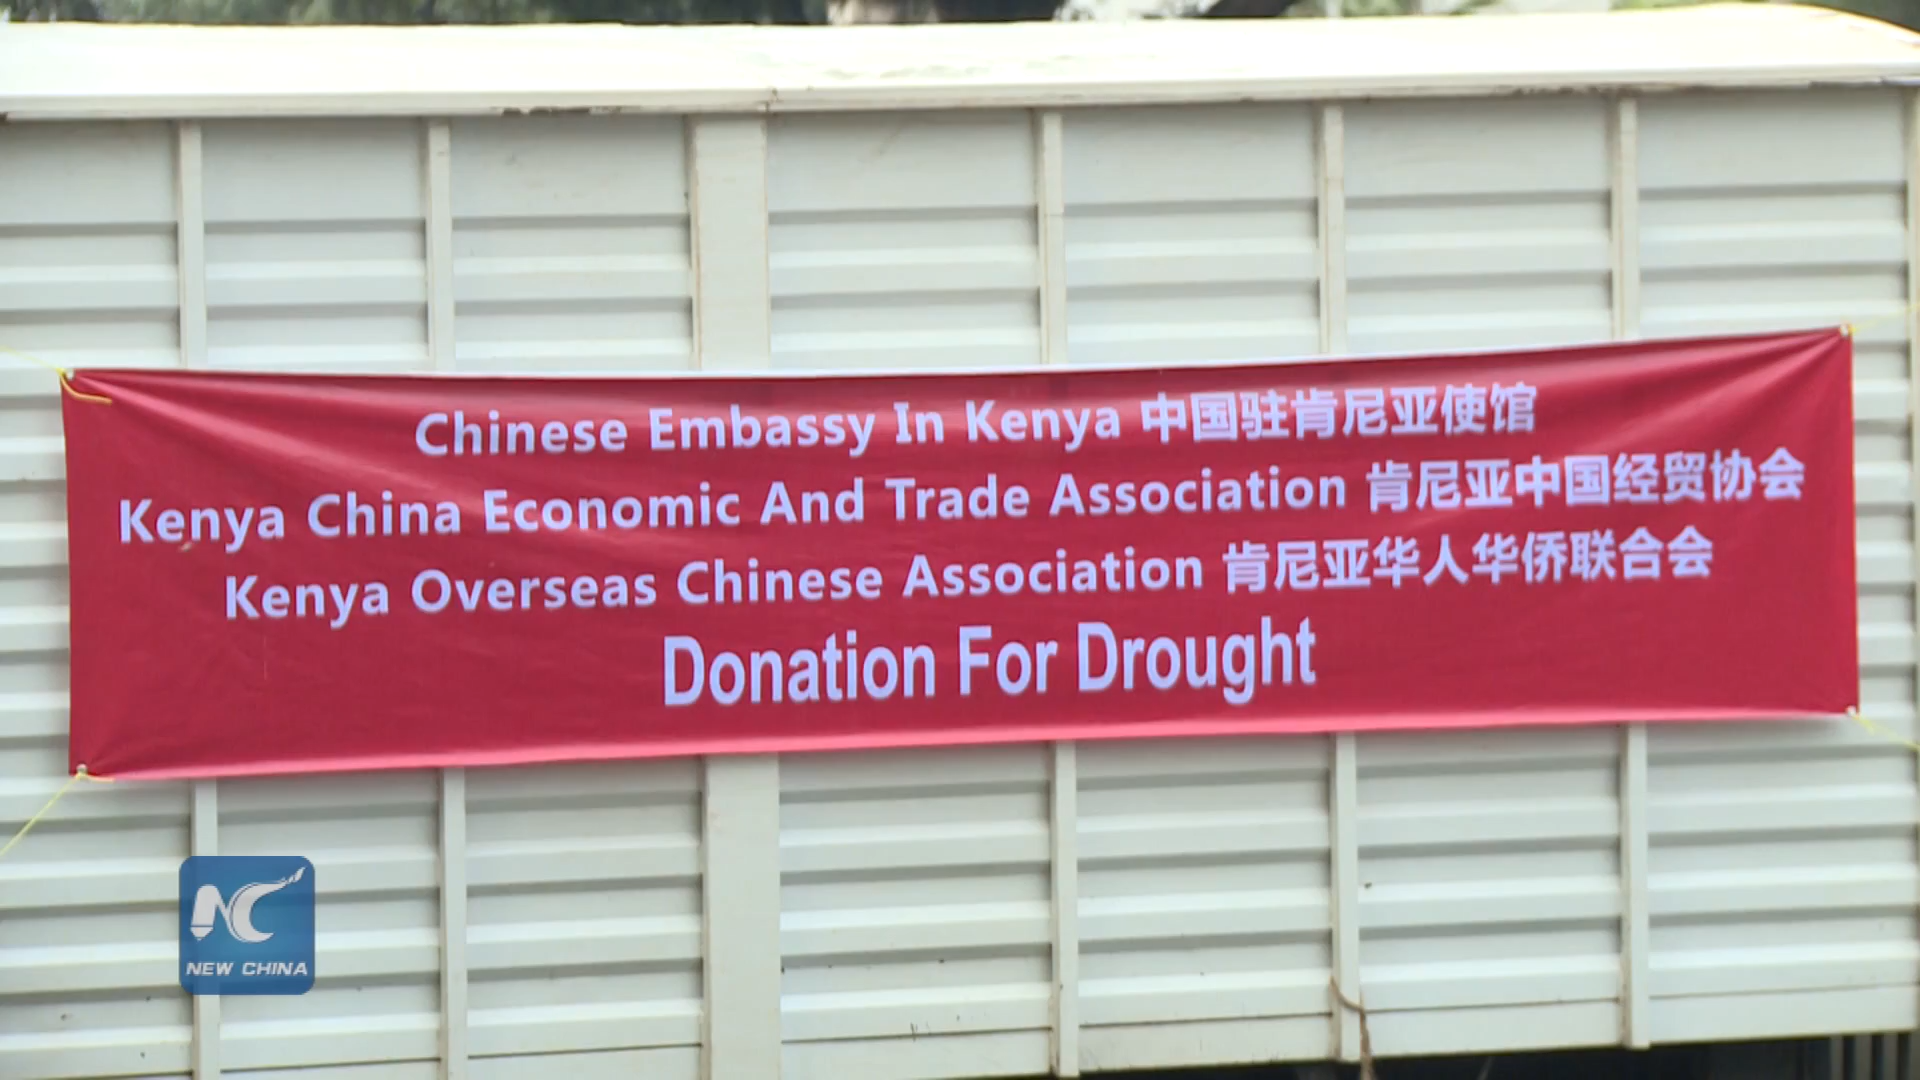 Chinese Embassy In Kenya 中国驻肯尼亚使馆
Kenya China Economic And Trade Association 肯尼亚中国经贸协会
Kenya Overseas Chinese Association 肯尼亚华人华侨联合会
Donation For Drought
NC
NEW CHINA